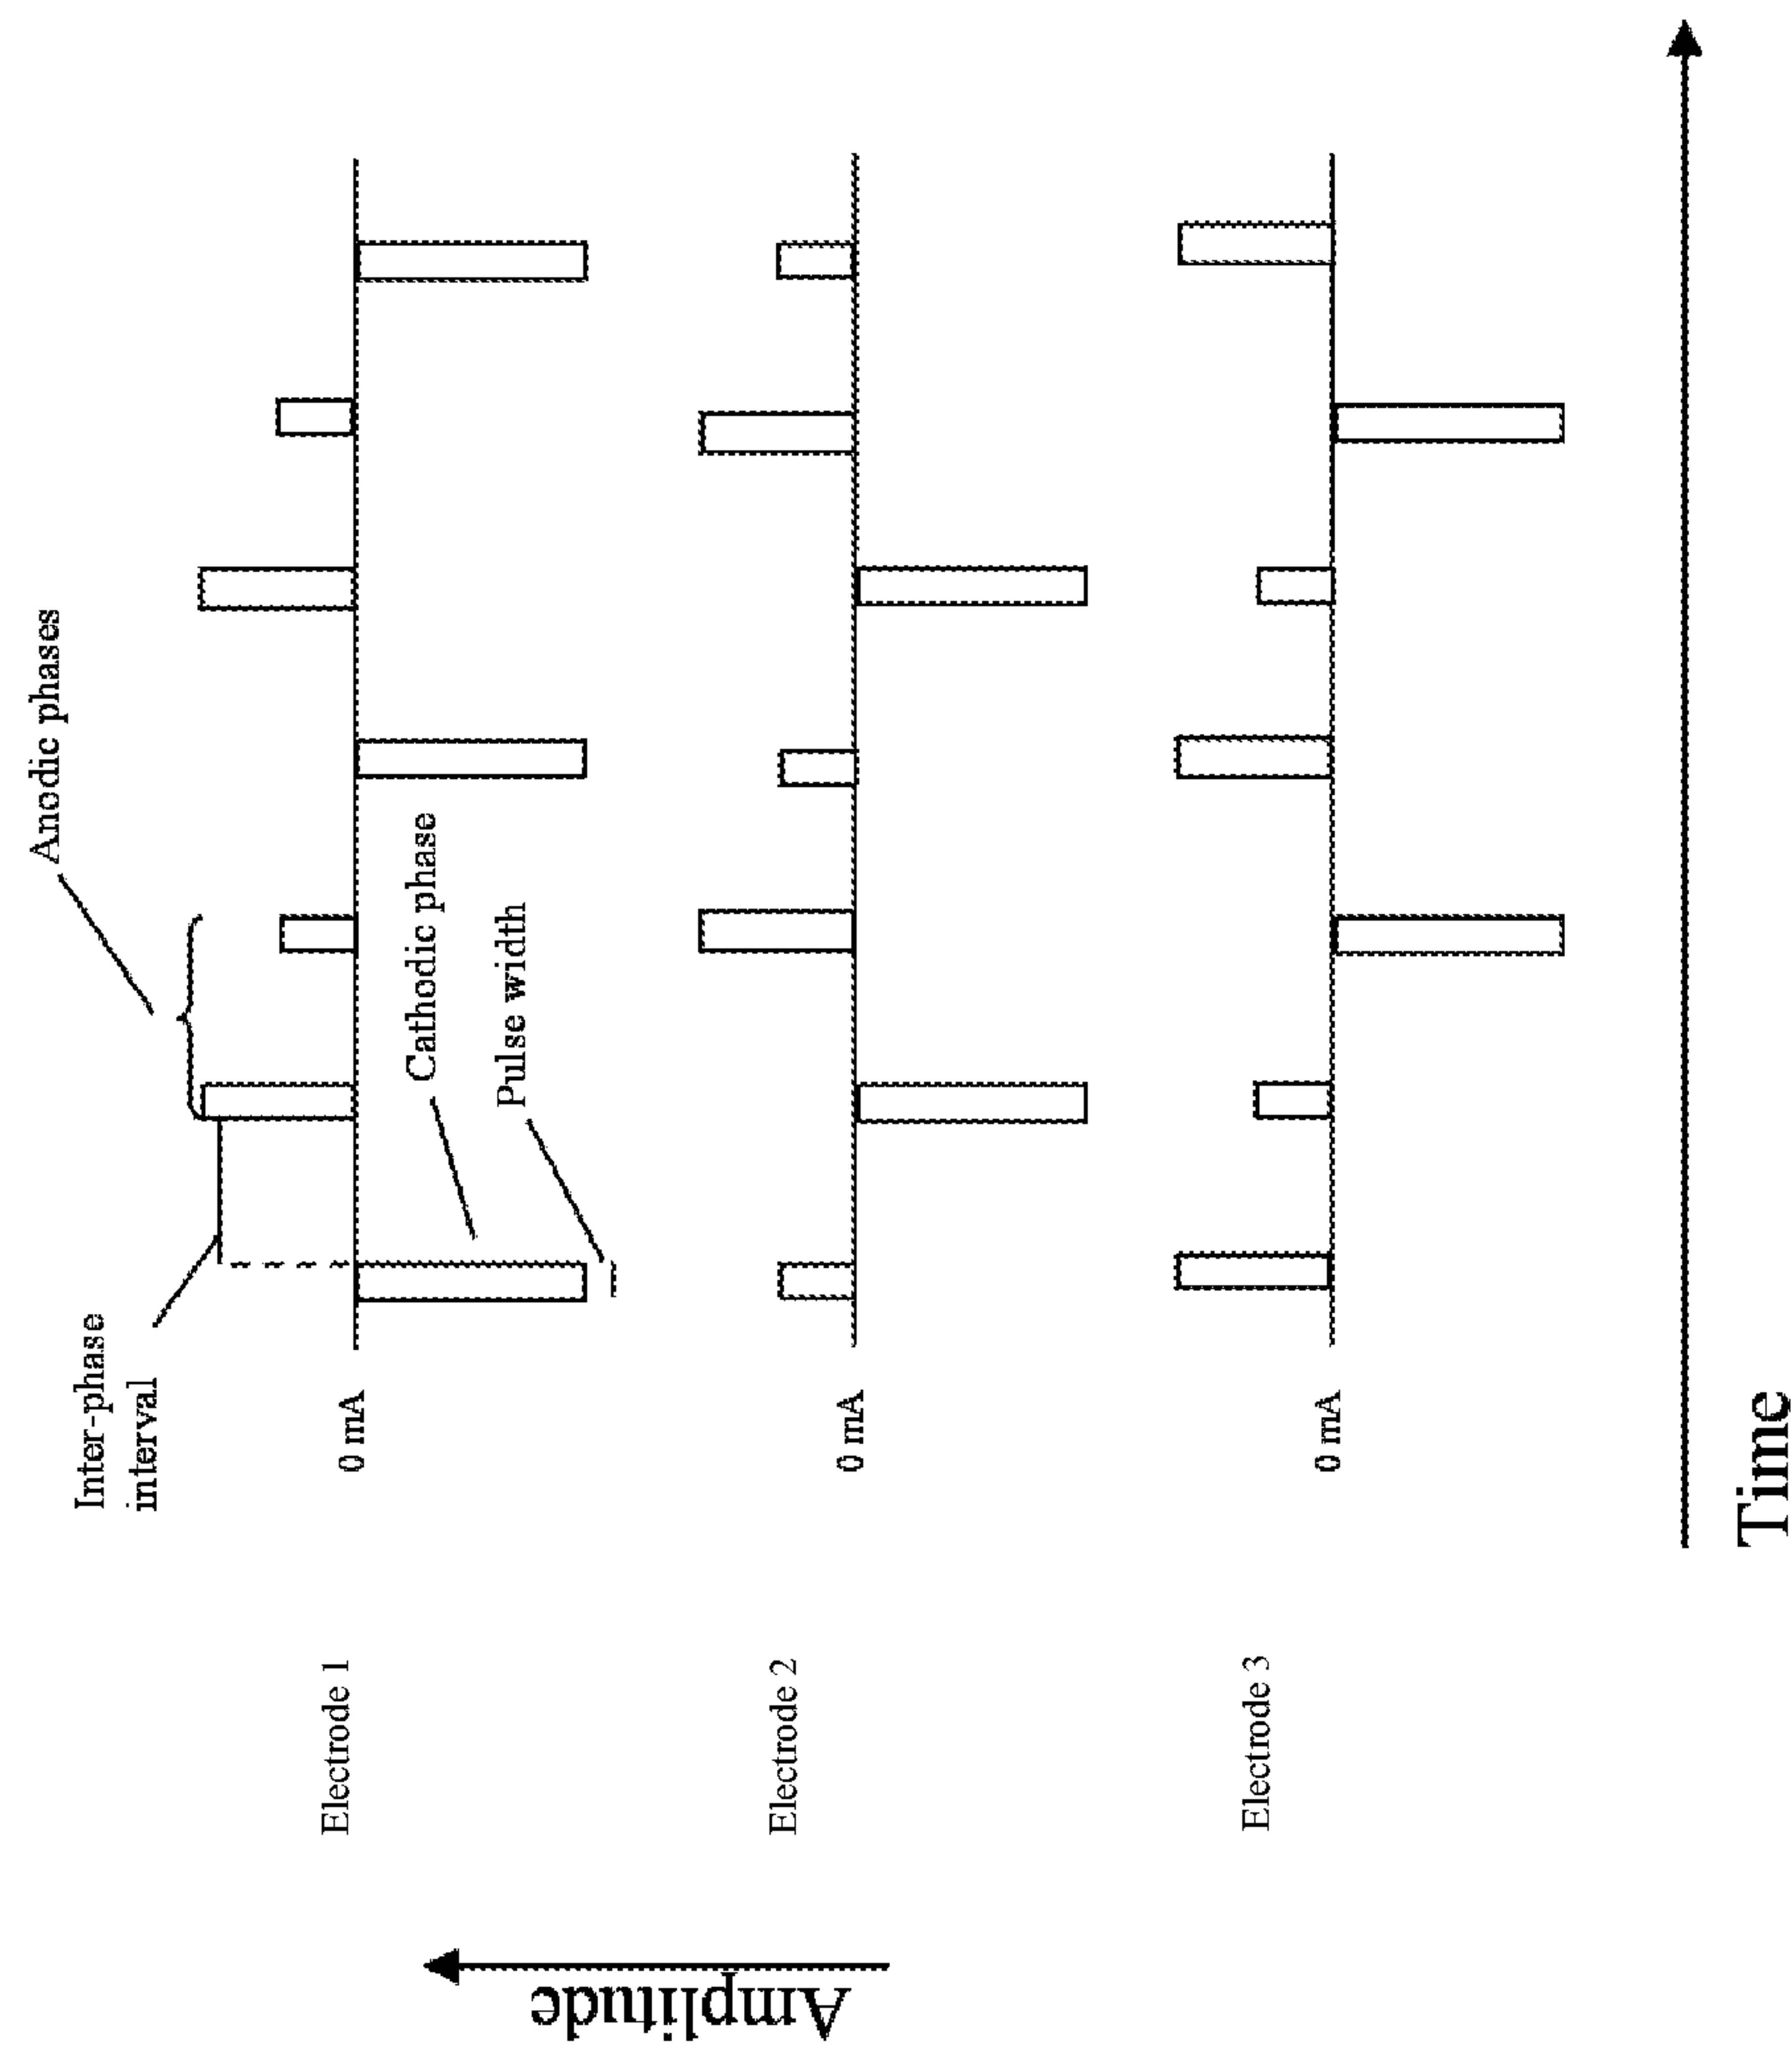 Anodic phases
Inter-phase
interval
Cathodic phase
Pulse width
0 mA
Electrode 1
0 mA
Electrode 2
0 mA
Electrode 3
Amplitude
Time